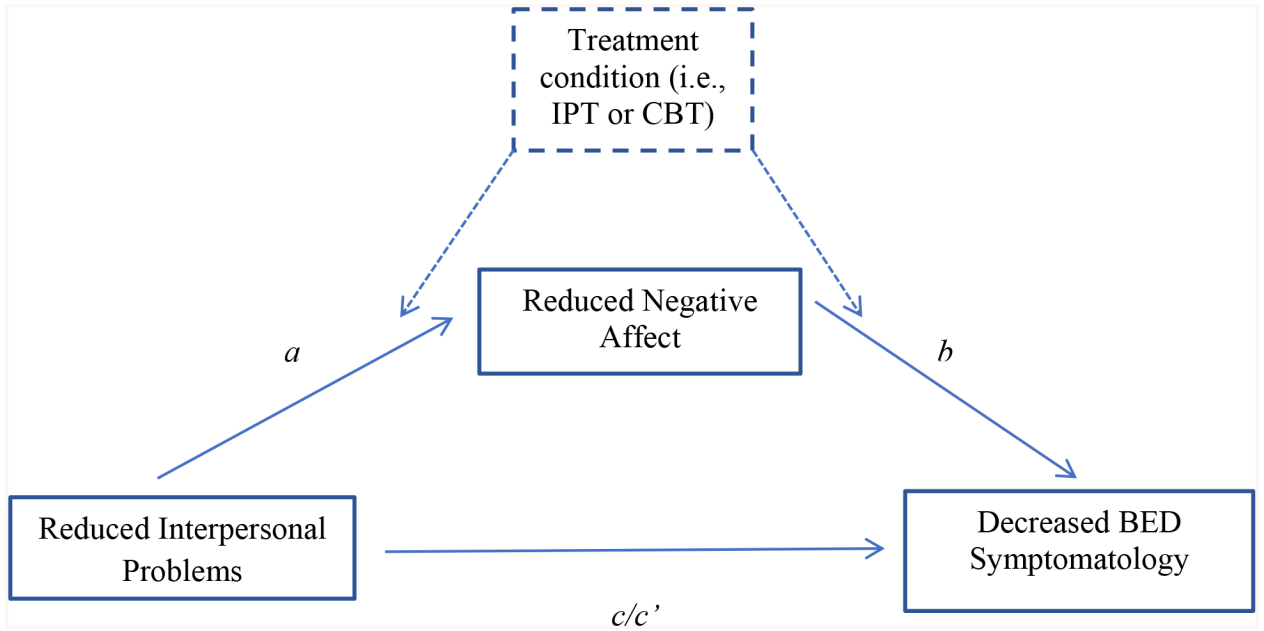 Treatment
condition (i.e.,
IPT or CBT)
Reduced Negative
Affect
a
b
Reduced Interpersonal
Problems
Decreased BED
Symptomatology
c/c’